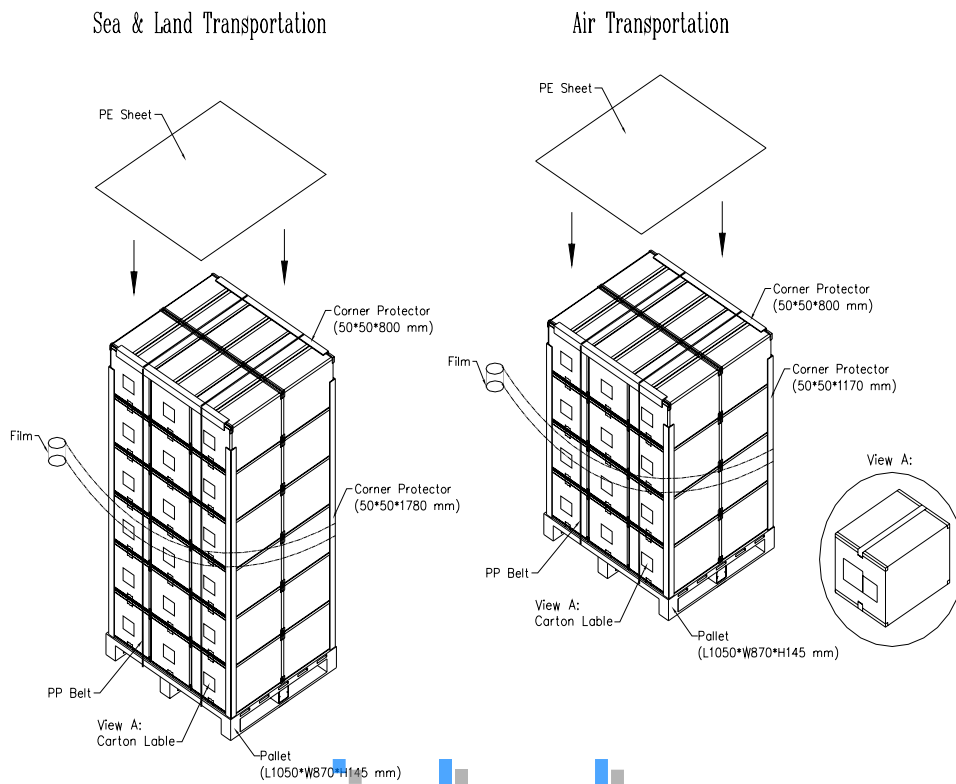 Sea & Land Transportation
PE Sheet
Corner Protector
(50*50*800 mm)
Film
Corner Protector
(50*50*1780 mm)
PP Belt
View A:
Carton Lable
Pallet
(L1050*W870*H145 mm)
Air Transportation
PE Sheet
Corner Protector
(50*50*800 mm)
Film
Corner Protector
(50*50*1170 mm)
View A:
PP Belt
View A:
Carton Lable
Pallet
(L1050*W870*H145 mm)